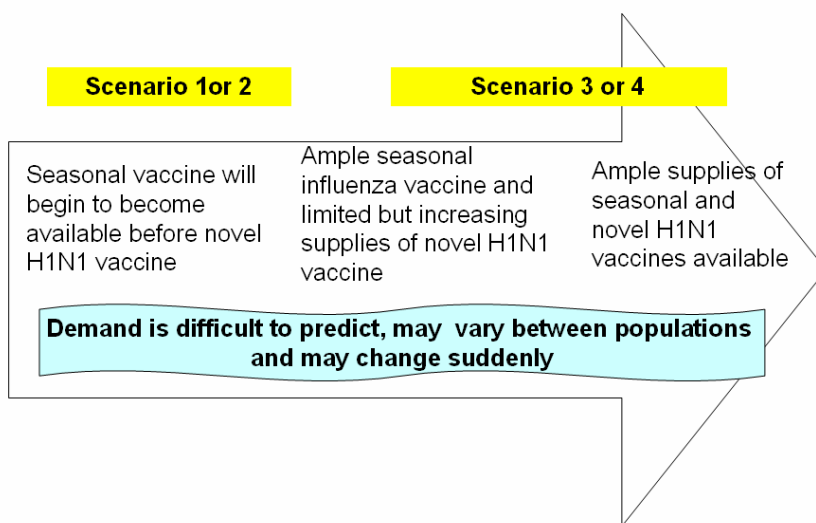 Scenario 1or 2
Scenario 3 or 4
Seasonal vaccine will
begin to become
available before novel
H1N1 vaccine
Ample seasonal
influenza vaccine and
limited but increasing
supplies of novel H1N1
vaccine
Ample supplies of
seasonal and
novel H1N1
vaccines available
Demand is difficult to predict, may  vary between populations
and may change suddenly